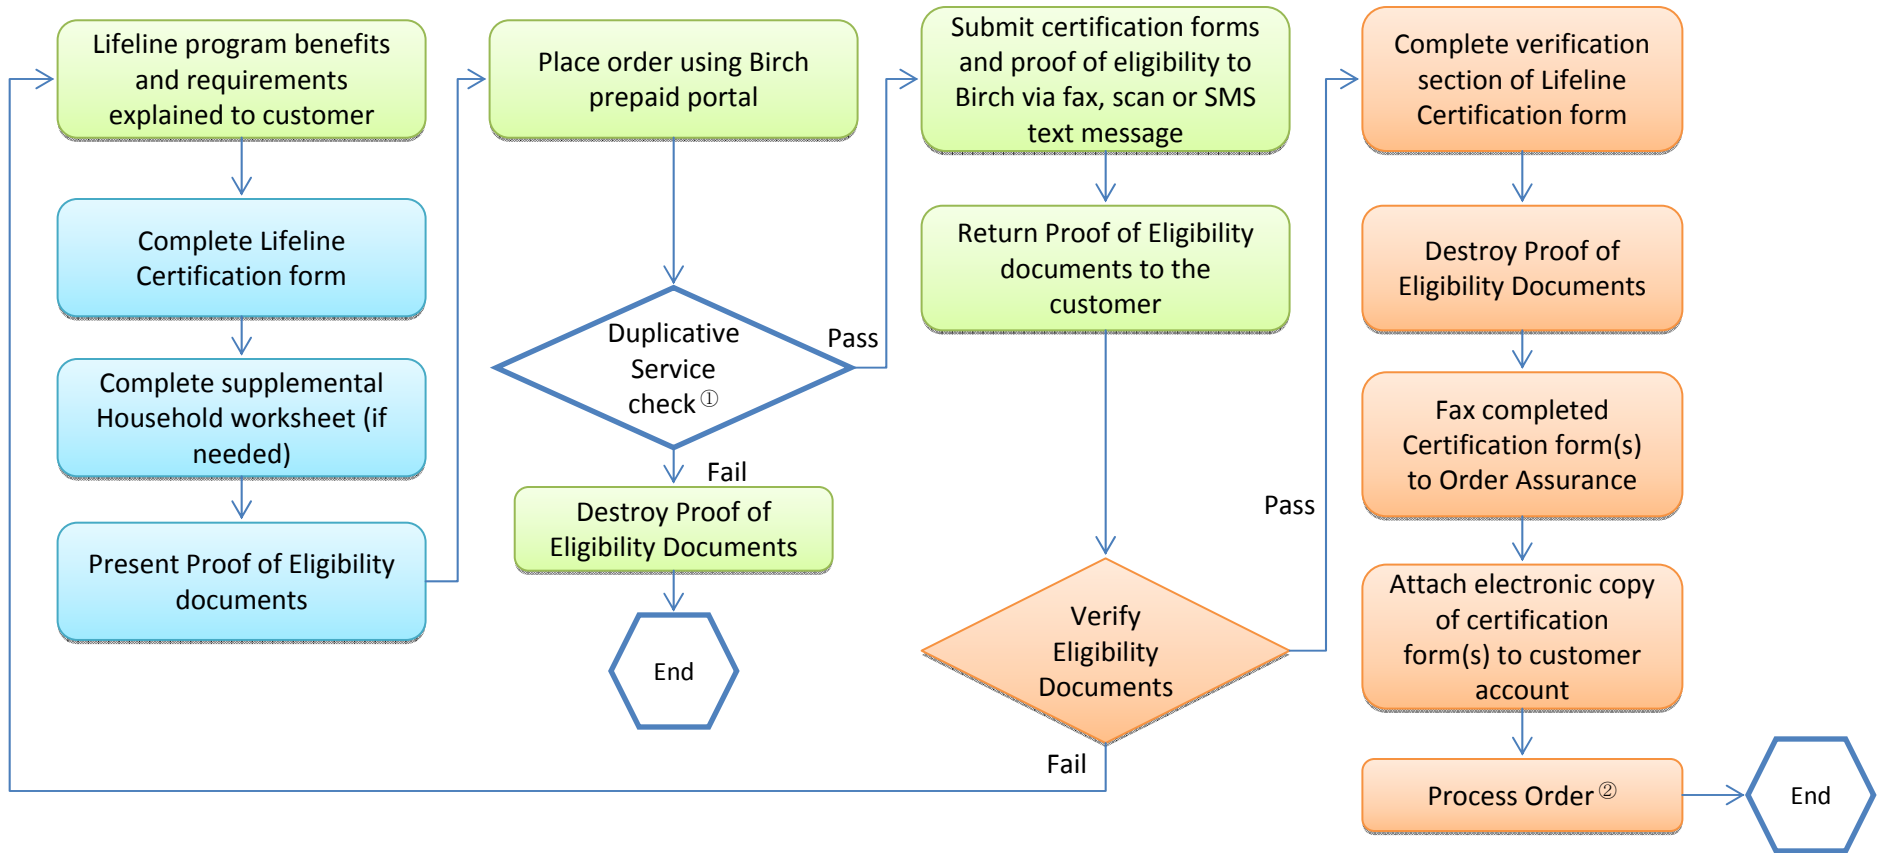 Lifeline program benefits
and requirements
explained to customer
Complete Lifeline
Certification form
Complete supplemental
Household worksheet (if
needed)
Present Proof of Eligibility
documents
Place order using Birch
prepaid portal
Duplicative
Service
check ①
Pass
Fail
Destroy Proof of
Eligibility Documents
End
Submit certification forms
and proof of eligibility to
Birch via fax, scan or SMS
text message
Return Proof of Eligibility
documents to the
customer
Verify
Eligibility
Documents
Fail
Pass
Complete verification
section of Lifeline
Certification form
Destroy Proof of
Eligibility Documents
Fax completed
Certification form(s)
to Order Assurance
Attach electronic copy
of certification
form(s) to customer
account
Process Order ②
End